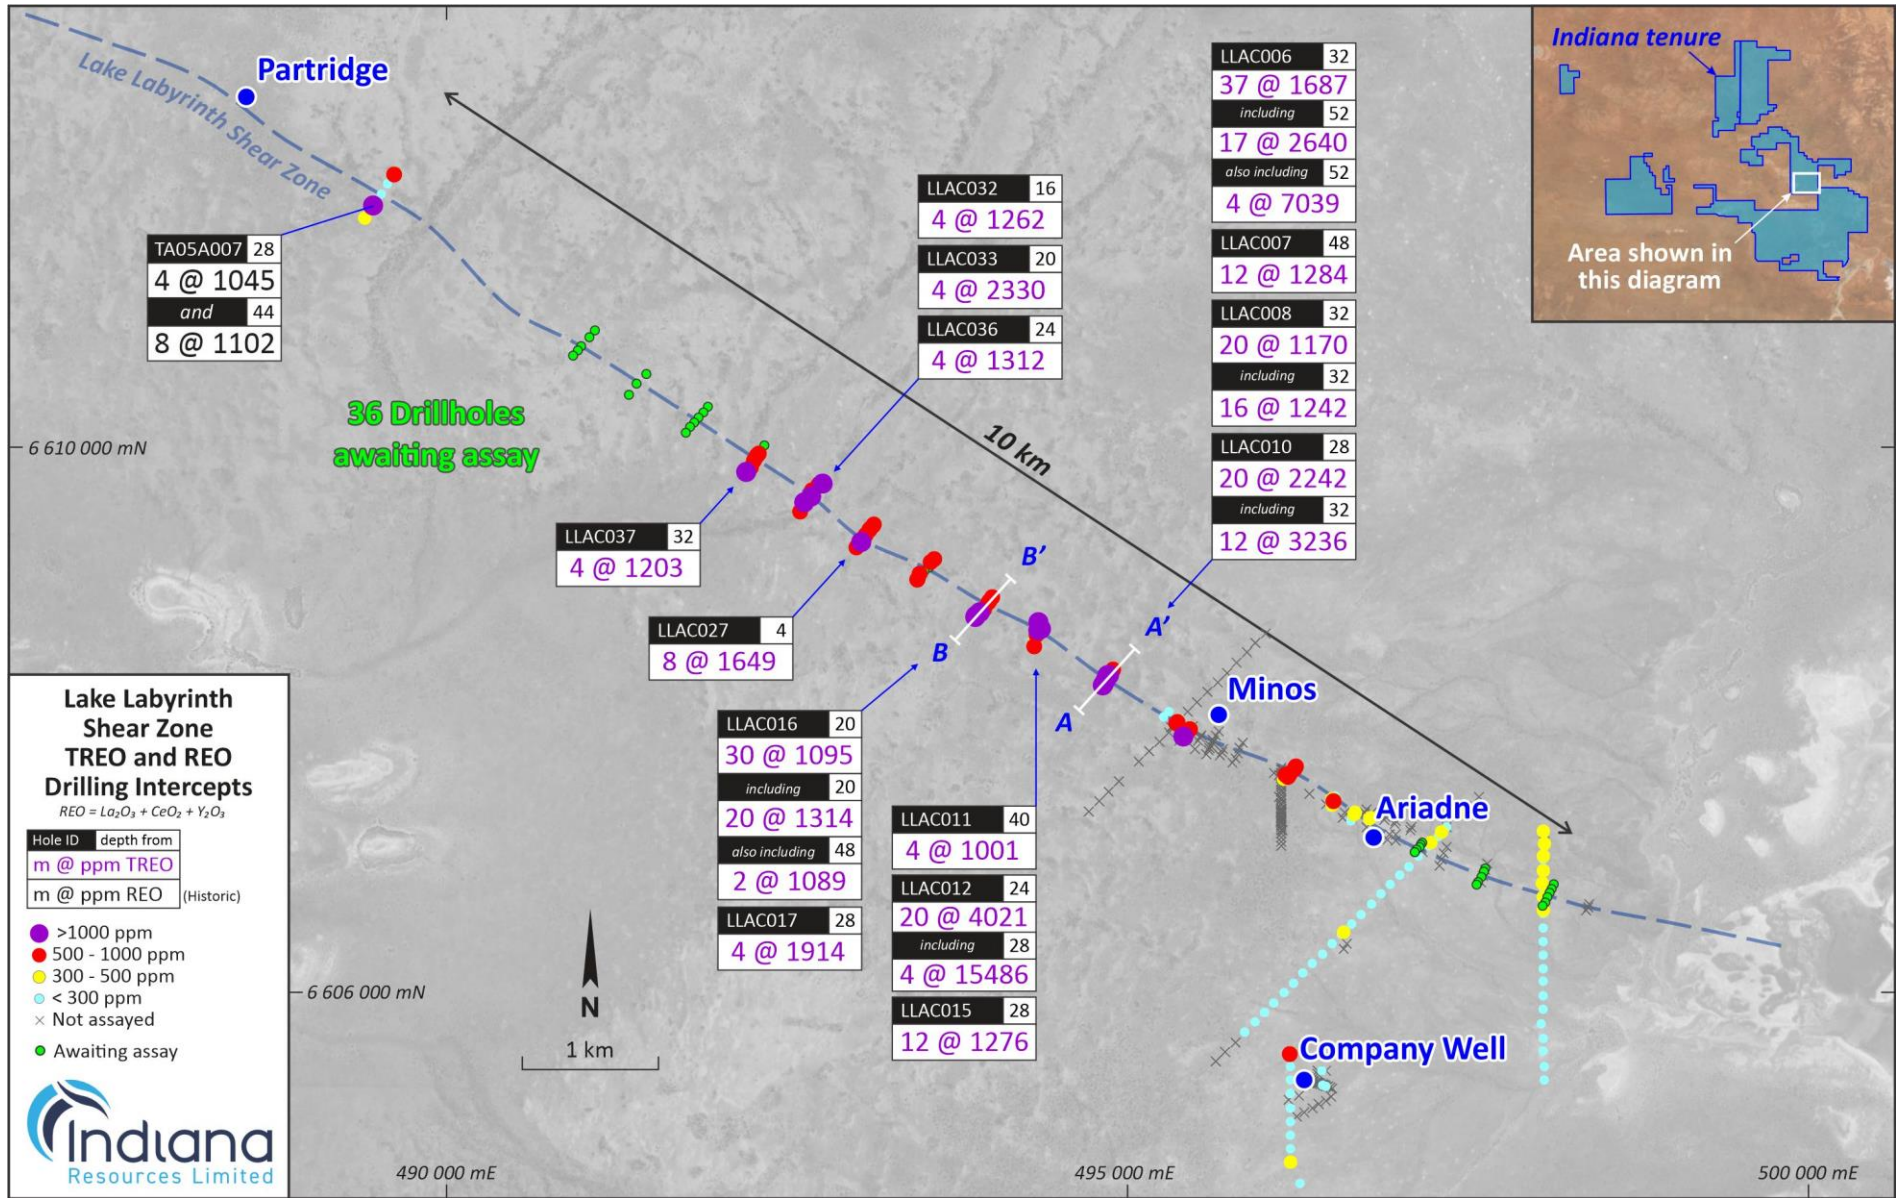 Partridge
Lake Labyrinth Shear Zone
TA05A007 28
4 @ 1045
and 44
8 @ 1102
36 Drillholes
awaiting assay
6 610 000 mN
LLAC037 32
4 @ 1203
LLAC027 4
8 @ 1649
LLAC016 20
30 @ 1095
including 20
20 @ 1314
also including 48
2 @ 1089
LLAC017 28
4 @ 1914
LLAC032 16
4 @ 1262
LLAC033 20
4 @ 2330
LLAC036 24
4 @ 1312
10 km
B’
B
A’
A
LLAC011 40
4 @ 1001
LLAC012 24
20 @ 4021
including 28
4 @ 15486
LLAC015 28
12 @ 1276
LLAC006 32
37 @ 1687
including 52
17 @ 2640
also including 52
4 @ 7039
LLAC007 48
12 @ 1284
LLAC008 32
20 @ 1170
including 32
16 @ 1242
LLAC010 28
20 @ 2242
including 32
12 @ 3236
Indiana tenure
Area shown in
this diagram
Minos
Ariadne
Company Well
Lake Labyrinth
Shear Zone
TREO and REO
Drilling Intercepts
REO = La₂O₃ + CeO₂ + Y₂O₃
Hole ID depth from
m @ ppm TREO
m @ ppm REO (Historic)
>1000 ppm
500 - 1000 ppm
300 - 500 ppm
< 300 ppm
Not assayed
Awaiting assay
Indiana
Resources Limited
6 606 000 mN
N
1 km
490 000 mE
495 000 mE
500 000 mE